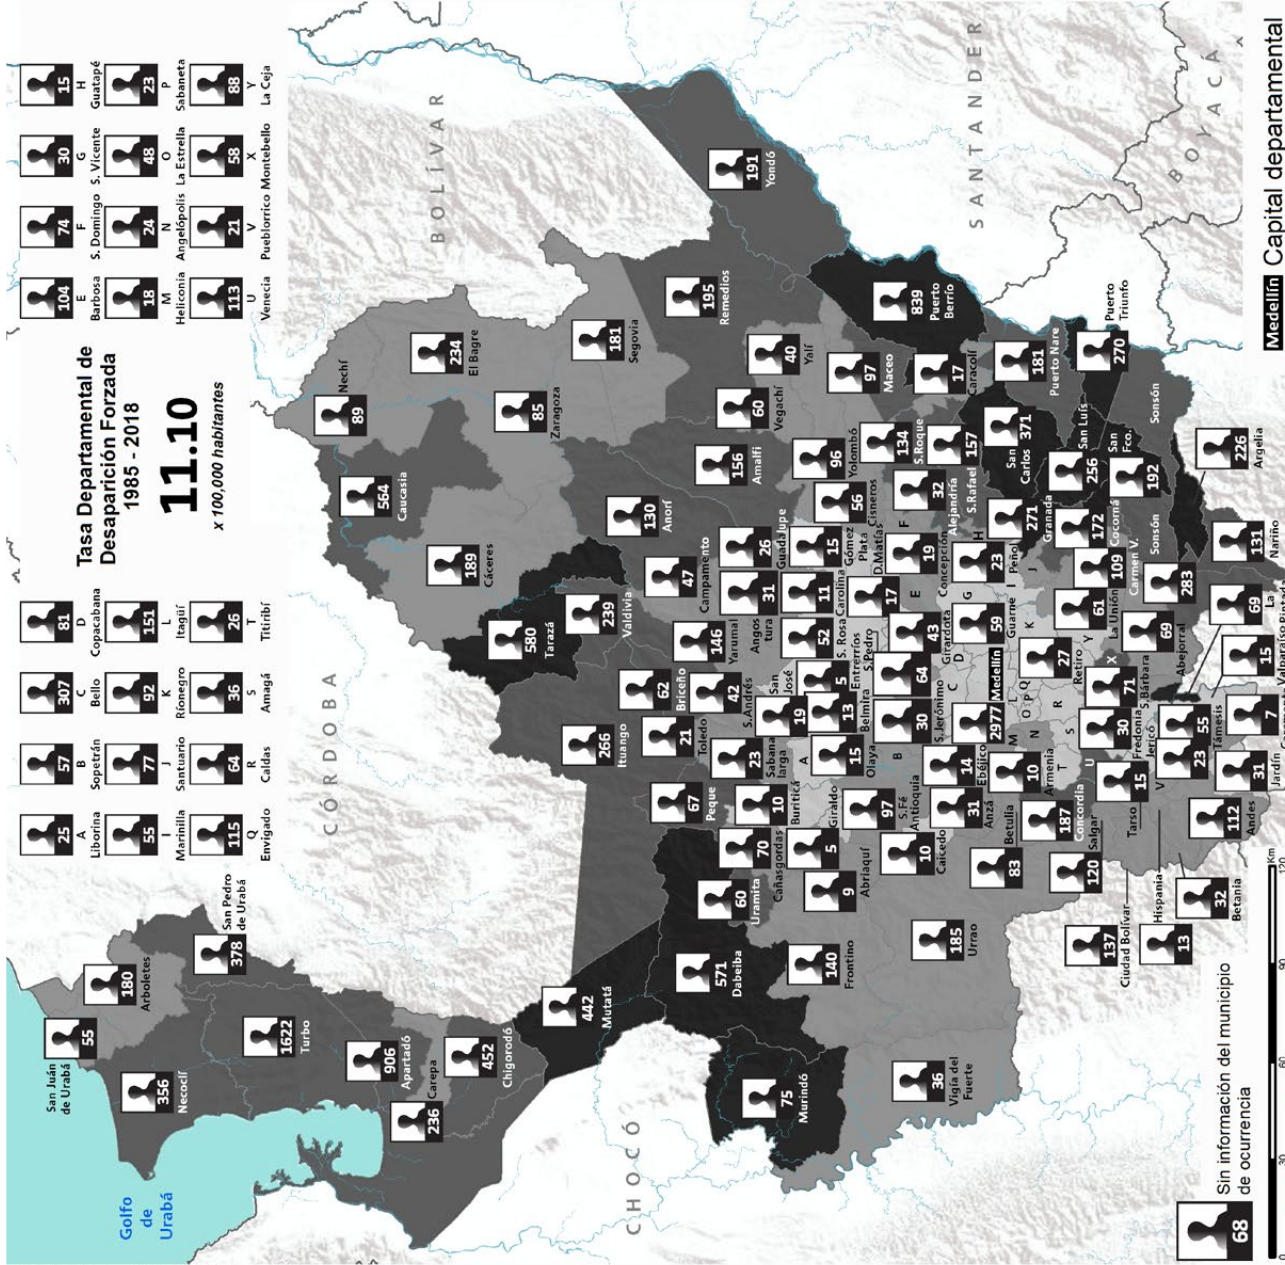 Golfo
de
Urabá
San Juán
de Urabá
55
180
Arboletes
356
Necoclí
378
San Pedro
de Urabá
1622
Turbo
906
Apartadó
236
Carepa
452
Chigorodó
442
Mutatá
CÓRDOBA
CHOCÓ
BOLÍVAR
SANTANDER
BOYACÁ
25 57 307 81
A B C D
Liborina Sopetrán Bello Copacabana
55 77 92 151
I J K L
Marinilla Santuario Rionegro Itagüí
115 64 36 26
Q R S T
Envigado Caldas Amagá Titiribí
Tasa Departamental de
Desaparición Forzada
1985 - 2018
11.10
x 100,000 habitantes
104 74 30 15
E F G H
Barbosa S. Domingo S. Vicente Guatapé
18 24 48 23
M N O P
Heliconia Angelópolis La Estrella Sabaneta
113 21 58 88
U V X Y
Venecia Pueblorrico Montebello La Ceja
89
Nechí
564
Caucasia
234
El Bagre
189
Cáceres
85
Zaragoza
580
Tarazá
239
Valdivia
181
Segovia
266
Ituango
130
Anorí
62
Briceño
21
Toledo
67
Peque
47
Campamento
146
Yarumal
195
Remedios
571
Dabeiba
60
Uramita
70
Cañasgordas
10
Buriticá
23
Sabana
larga
42
S.Andrés
31
Angos
tura
26
Guadalupe
156
Amalfi
60
Vegachí
191
Yondó
75
Murindó
140
Frontino
9
Abriaquí
5
Giraldo
A
19
San
José
15
Olaya
13
Belmira
5
Entrerríos
52
S. Rosa
11
Carolina
15
Gómez
Plata
56
Cisneros
96
Yolombó
40
Yalí
97
Maceo
839
Puerto
Berrío
97
S.Fé
Antioquia
B
64
S.Pedro
17
D.Matías
134
S.Roque
36
Vigía del
Fuerte
185
Urrao
10
Caicedo
30
S.Jerónimo
43
Girardota
C
D
E
F
19
Concepción
32
Alejandría
157
S.Rafael
17
Caracolí
31
Anzá
14
Ebéjico
2977
Medellín
59
Guarne
G
H
23
Peñol
83
Betulia
10
Armenia
M
N
O
P
Q
L
I
J
K
27
Retiro
271
Granada
371
San
Carlos
181
Puerto Nare
187
Concordia
T
S
R
Y
61
La Unión
172
Cocorná
256
San Luis
120
Salgar
U
X
30
Fredonia
71
S.Bárbara
109
Carmen V.
192
San
Fco.
270
Puerto
Triunfo
137
Ciudad Bolívar
15
Tarso
V
Jericó
69
Abejorral
283
Sonsón
Sonsón
13
Hispania
23
55
Támesis
69
La
32
Betania
112
Andes
31
Jardín
7
15
131
Nariño
226
Argelia
68
Sin información del municipio
de ocurrencia
Medellín Capital departamental
0 30 60 90 120
Km